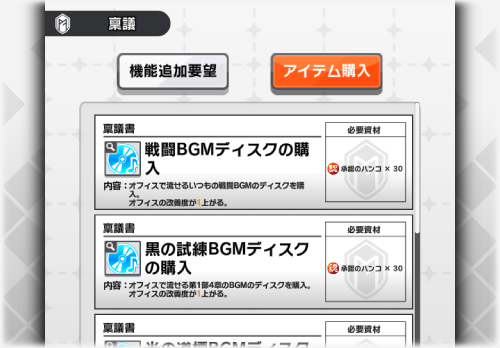 稟議
機能追加要望
アイテム購入
稟議書
戦闘BGMディスクの購
入
内容：オフィスで流せるいつもの戦闘BGMのディスクを購
入。
オフィスの改善度が1上がる。
必要資材
承認のハンコ × 30
稟議書
黒の試練BGMディスク
の購入
内容：オフィスで流せる第1部4章のBGMのディスクを購入。
オフィスの改善度が1上がる。
必要資材
承認のハンコ × 30
稟議書
BGMディスク
必要資材